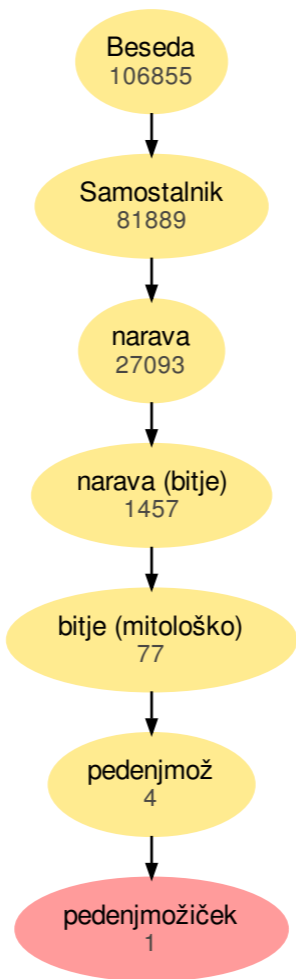 Beseda
106855
Samostalnik
81889
narava
27093
narava (bitje)
1457
bitje (mitološko)
77
pedenjmož
4
pedenjmožiček
1